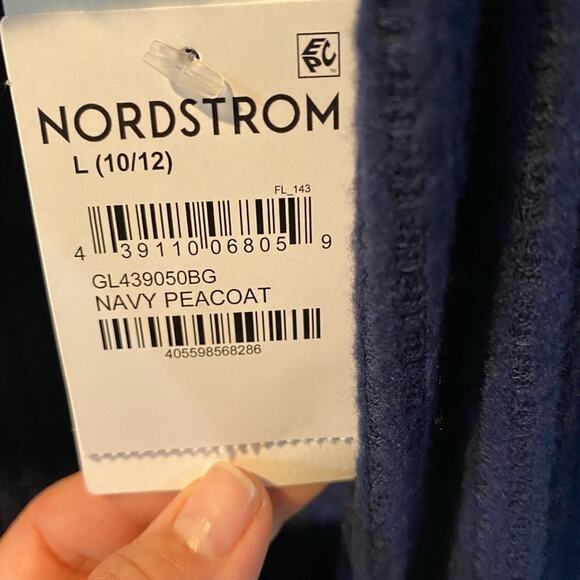 EPC
NORDSTROM
L (10/12)
FL_143
4 39110 06805 9
GL439050BG
NAVY PEACOAT
405598568286